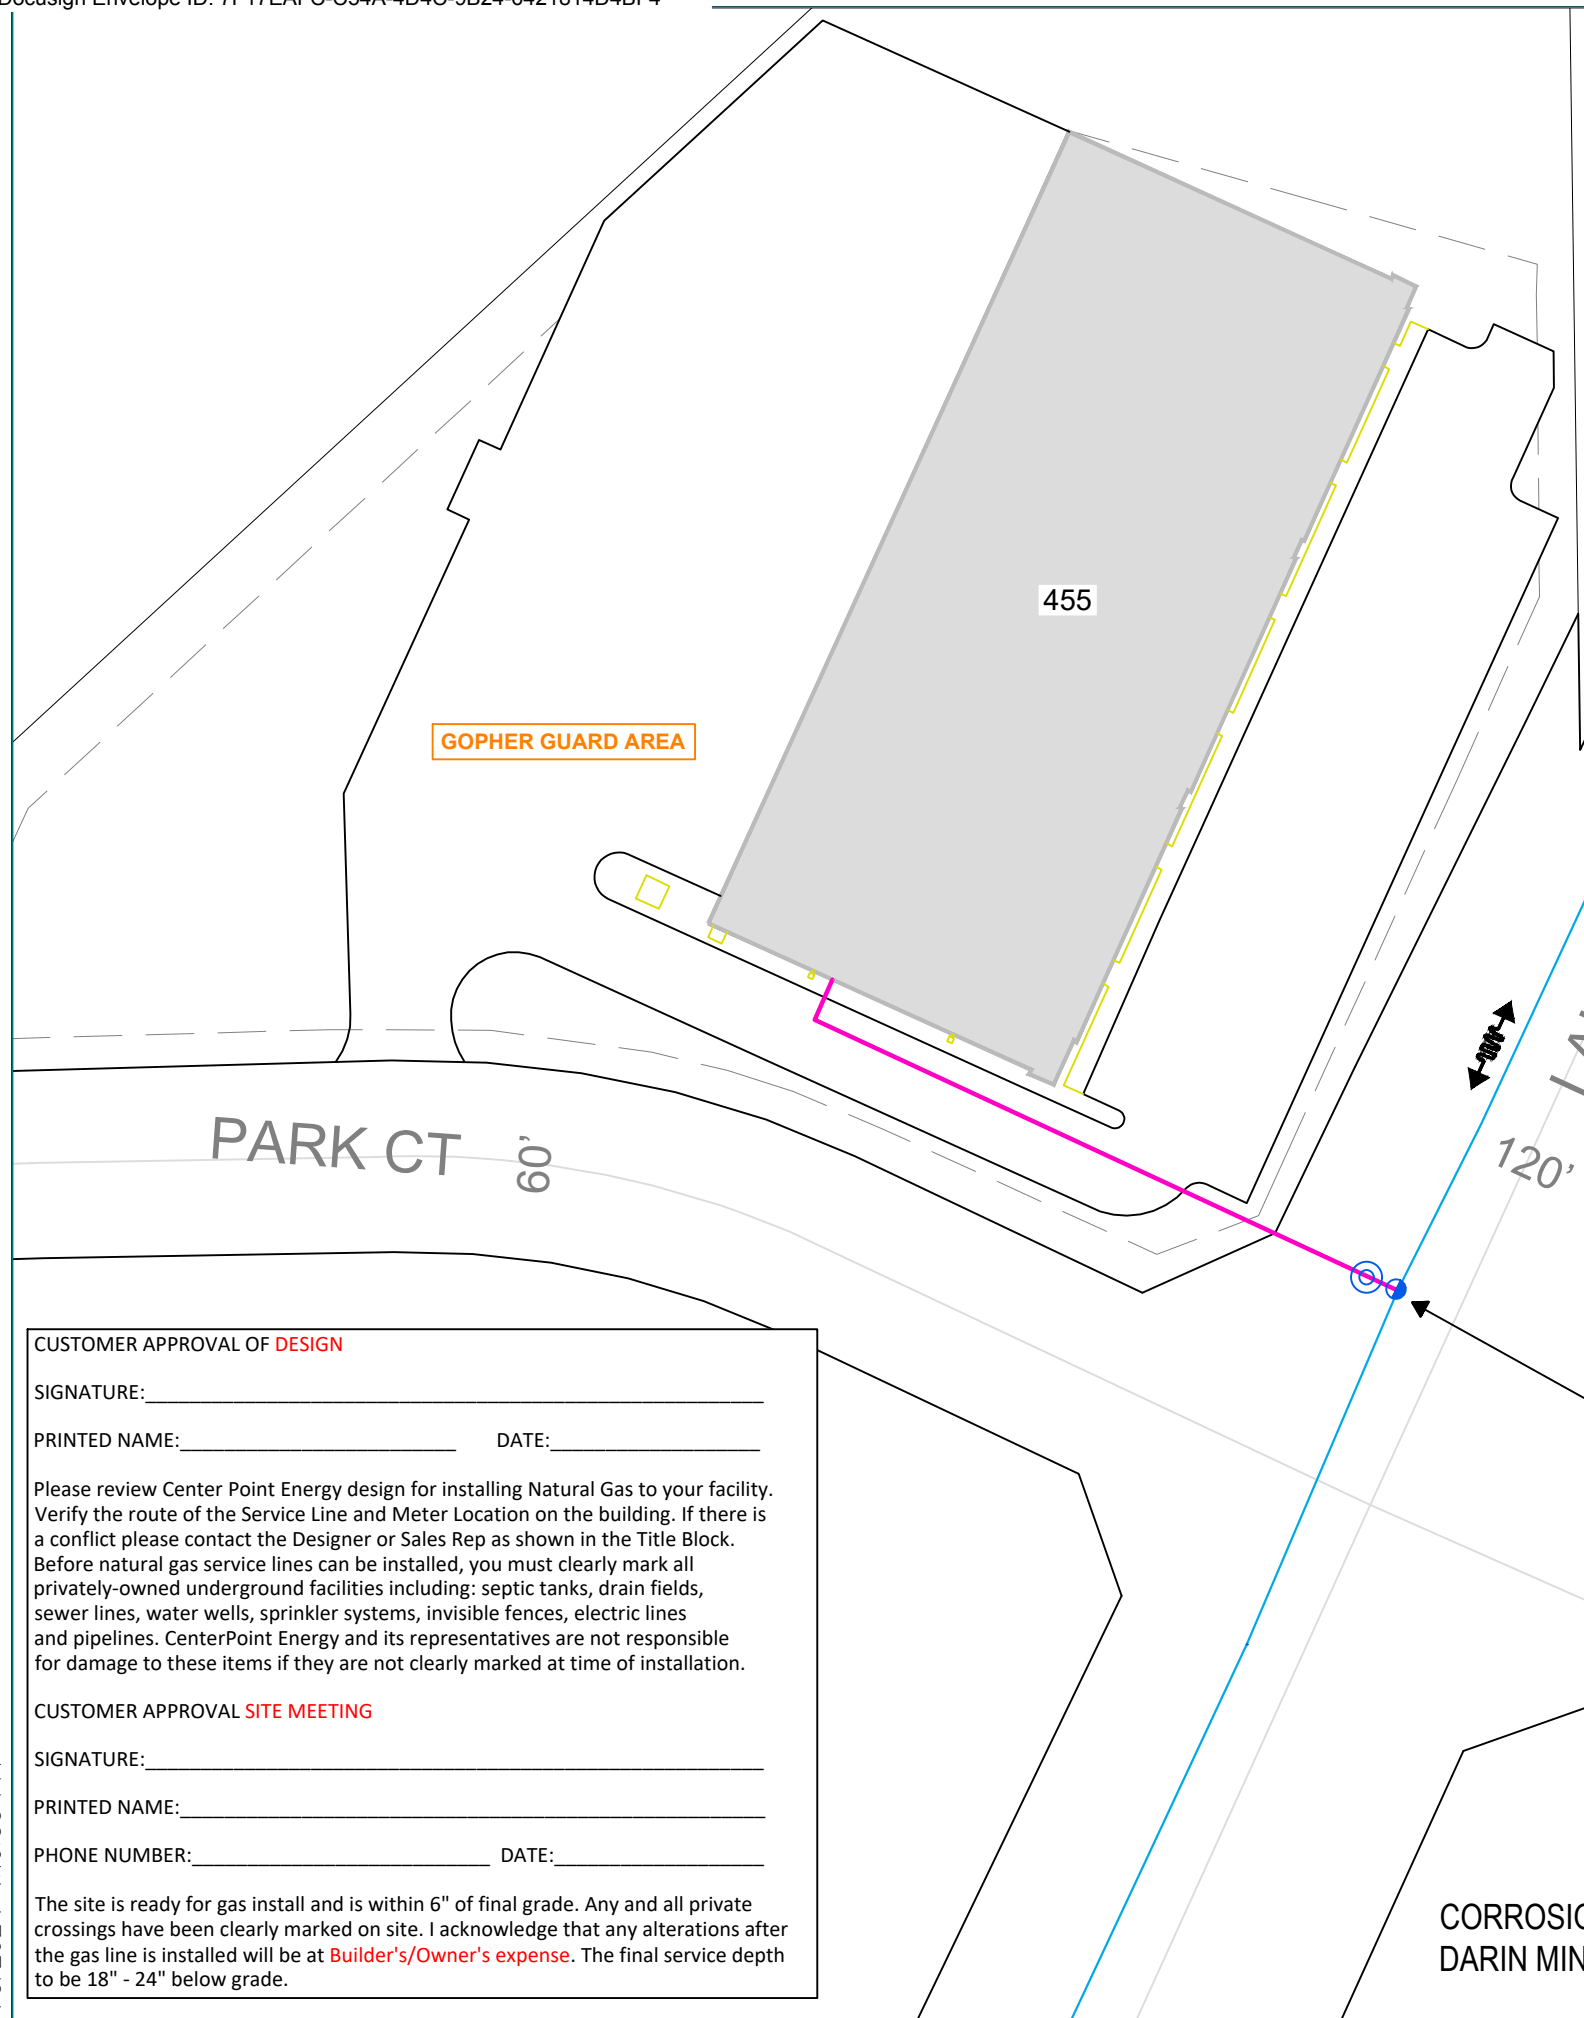 455
GOPHER GUARD AREA
PARK CT
60'
120'
CUSTOMER APPROVAL OF DESIGN
SIGNATURE:
PRINTED NAME: DATE:
Please review Center Point Energy design for installing Natural Gas to your facility.
Verify the route of the Service Line and Meter Location on the building. If there is
a conflict please contact the Designer or Sales Rep as shown in the Title Block.
Before natural gas service lines can be installed, you must clearly mark all
privately-owned underground facilities including: septic tanks, drain fields,
sewer lines, water wells, sprinkler systems, invisible fences, electric lines
and pipelines. CenterPoint Energy and its representatives are not responsible
for damage to these items if they are not clearly marked at time of installation.
CUSTOMER APPROVAL SITE MEETING
SIGNATURE:
PRINTED NAME:
PHONE NUMBER: DATE:
The site is ready for gas install and is within 6" of final grade. Any and all private
crossings have been clearly marked on site. I acknowledge that any alterations after
the gas line is installed will be at Builder's/Owner's expense. The final service depth
to be 18" - 24" below grade.
DARIN